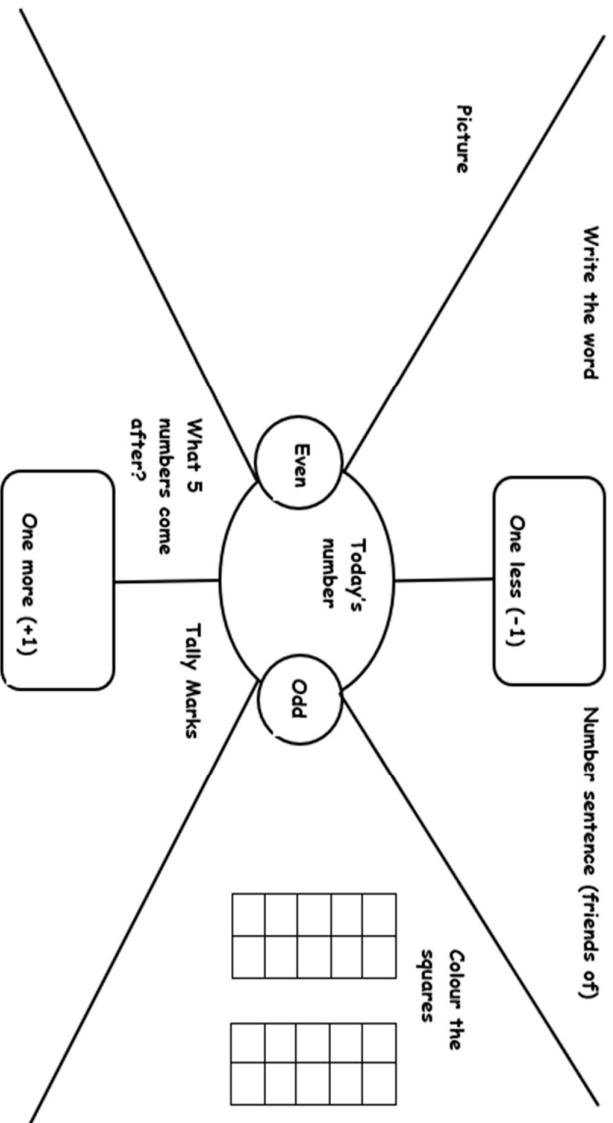 Write the word
One less (-1)
Number sentence (friends of)
Picture
Colour the
squares
Today's
number
Even
Odd
What 5
numbers come
after?
Tally Marks
One more (+1)